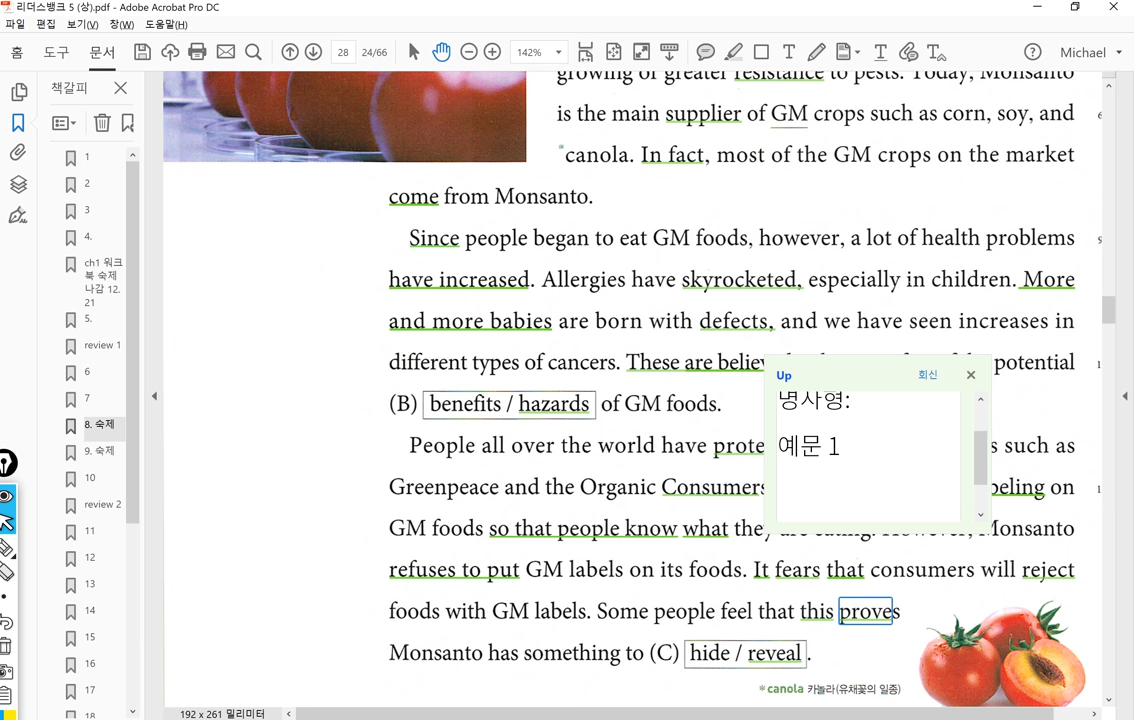 리더스뱅크 5 (상).pdf - Adobe Acrobat Pro DC
파일 편집 보기(V) 창(W) 도움말(H)
홈 도구 문서 28 24/66 142% Michael
책갈피
1
2
3
4.
ch1 워크
북 숙제
나감 12.
21
5.
review 1
6
7
8. 숙제
9. 숙제
10
review 2
11
12
13
14
15
16
17
18
growing of greater resistance to pests. Today, Monsanto
is the main supplier of GM crops such as corn, soy, and
*canola. In fact, most of the GM crops on the market
come from Monsanto.
Since people began to eat GM foods, however, a lot of health problems
have increased. Allergies have skyrocketed, especially in children. More
and more babies are born with defects, and we have seen increases in
different types of cancers. These are potential
(B) benefits / hazards of GM foods.
People all over the world have such as
Greenpeace and the Organic on
GM foods so that people know what they are eating. However, Monsanto
refuses to put GM labels on its foods. It fears that consumers will reject
foods with GM labels. Some people feel that this proves
Monsanto has something to (C) hide / reveal.
Up 회신
명사형:
예문 1
*canola 카놀라(유채꽃의 일종)
192 x 261 밀리미터